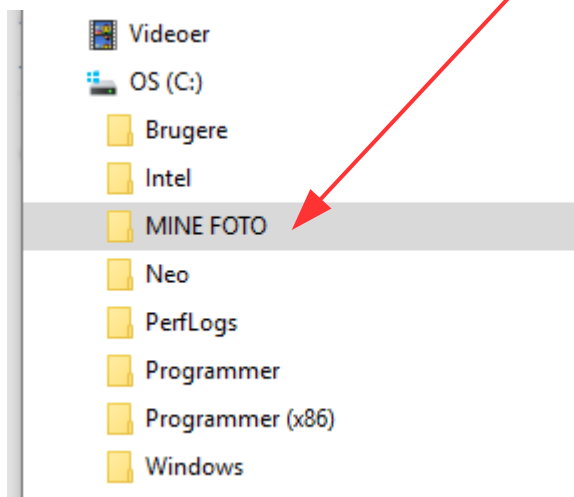 Videoer
OS (C:)
Brugere
Intel
MINE FOTO
Neo
PerfLogs
Programmer
Programmer (x86)
Windows